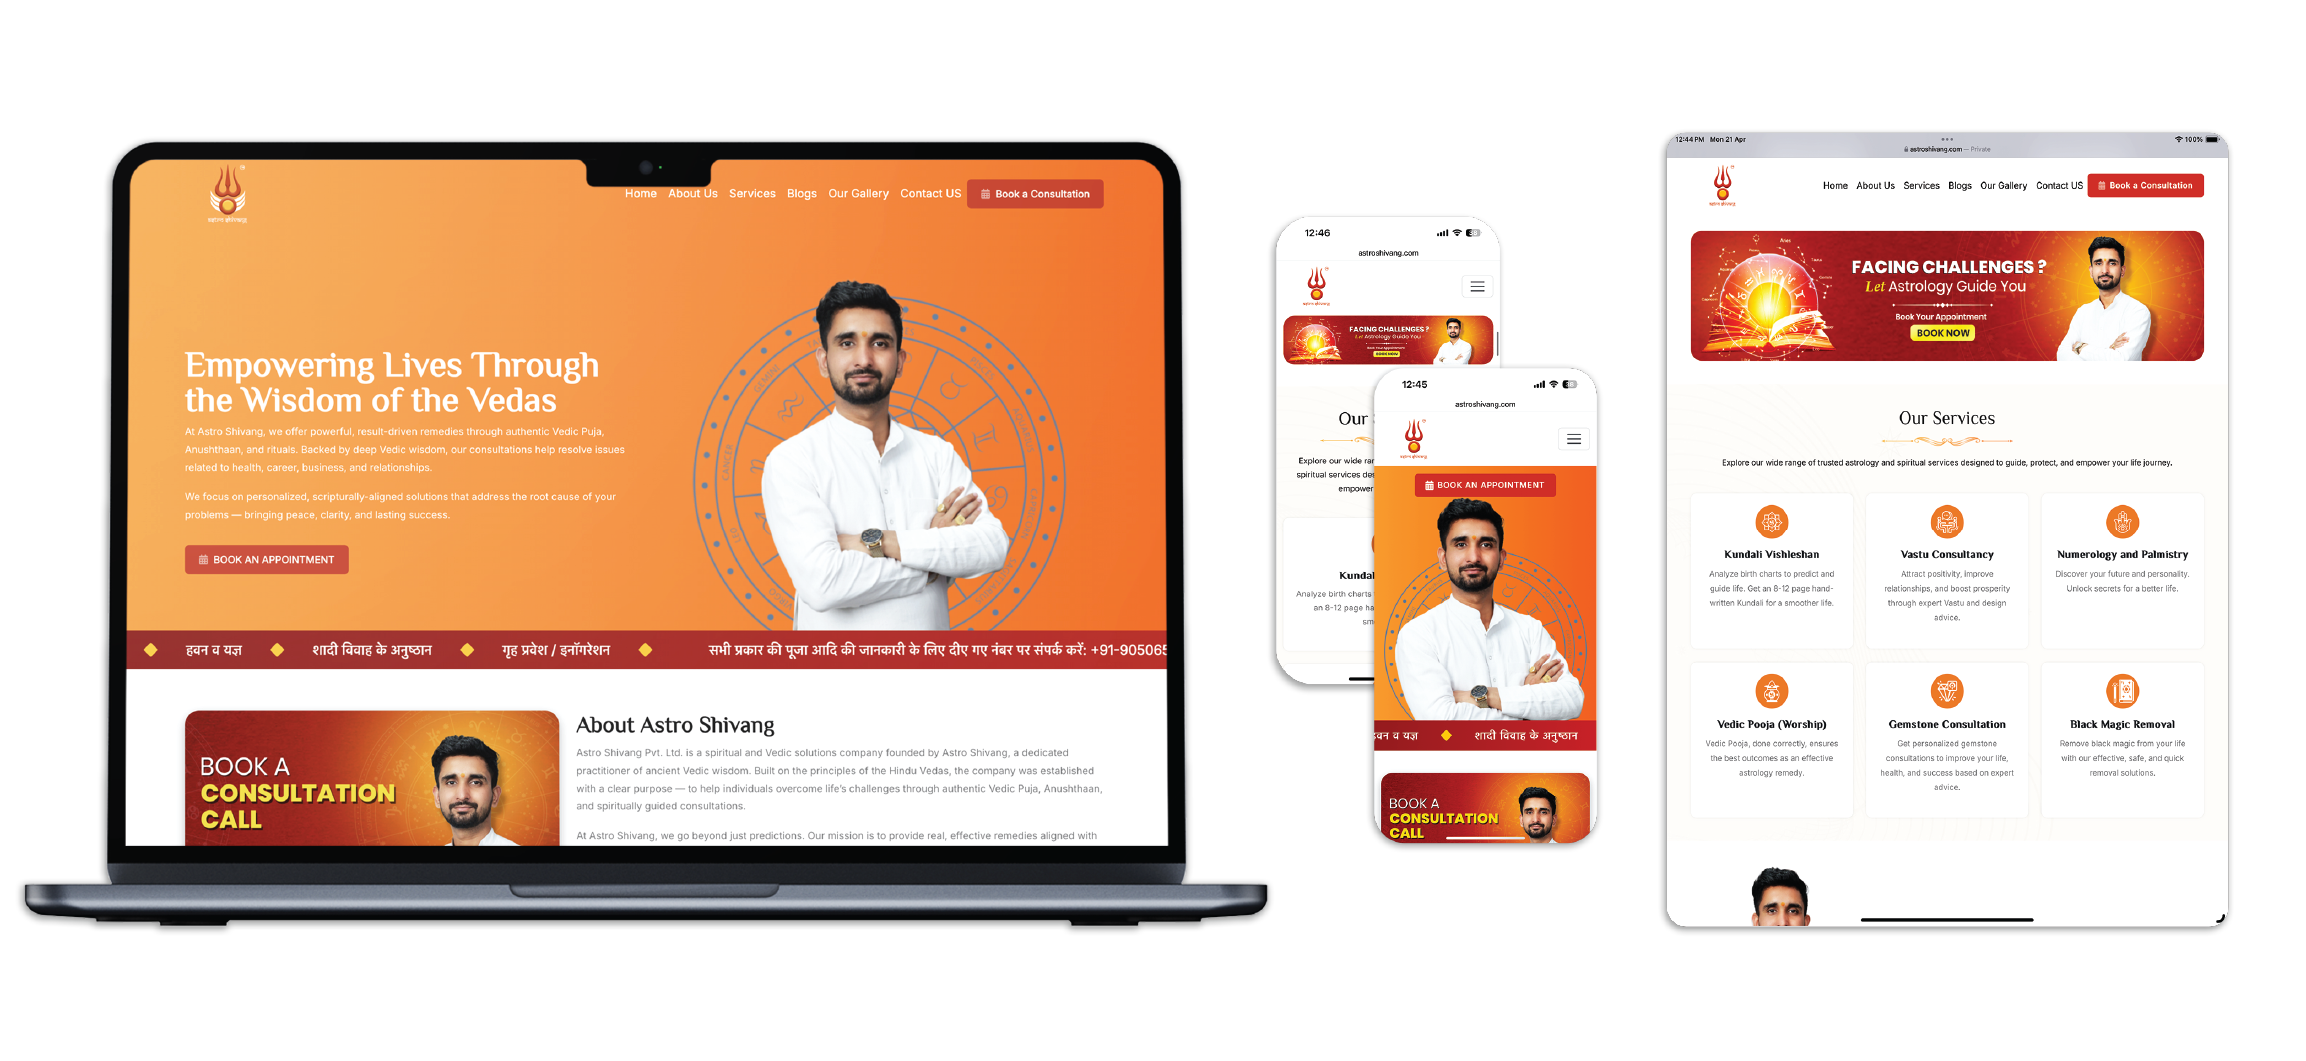 astro shivang
Home About Us Services Blogs Our Gallery Contact US Book a Consultation
Empowering Lives Through
the Wisdom of the Vedas
At Astro Shivang, we offer powerful, result-driven remedies through authentic Vedic Puja,
Anushthaan, and rituals. Backed by deep Vedic wisdom, our consultations help resolve issues
related to health, career, business, and relationships.
We focus on personalized, scripturally-aligned solutions that address the root cause of your
problems — bringing peace, clarity, and lasting success.
BOOK AN APPOINTMENT
GEMINI
CANCER
LEO
AQUARIUS
CAPRICORN
हवन व यज्ञ
शादी विवाह के अनुष्ठान
गृह प्रवेश / इनॉगरेशन
सभी प्रकार की पूजा आदि की जानकारी के लिए दीए गए नंबर पर संपर्क करें: +91-905065
BOOK A
CONSULTATION
CALL
About Astro Shivang
Astro Shivang Pvt. Ltd. is a spiritual and Vedic solutions company founded by Astro Shivang, a dedicated
practitioner of ancient Vedic wisdom. Built on the principles of the Hindu Vedas, the company was established
with a clear purpose — to help individuals overcome life's challenges through authentic Vedic Puja, Anushthaan,
and spiritually guided consultations.
At Astro Shivang, we go beyond just predictions. Our mission is to provide real, effective remedies aligned with
12:46
astroshivang.com
astro shivang
FACING CHALLENGES ?
Let Astrology Guide You
Book Your Appointment
BOOK NOW
Our
Explore our wide
spiritual services
empower
Analyze birth charts
an 8-12 page
12:45
astroshivang.com
astro shivang
BOOK AN APPOINTMENT
हवन व यज्ञ
शादी विवाह के अनुष्ठान
BOOK A
CONSULTATION
CALL
12:44 PM Mon 21 Apr
100%
astroshivang.com — Private
astro shivang
Home About Us Services Blogs Our Gallery Contact US Book a Consultation
FACING CHALLENGES ?
Let Astrology Guide You
Book Your Appointment
BOOK NOW
Our Services
Explore our wide range of trusted astrology and spiritual services designed to guide, protect, and empower your life journey.
Kundali Vishleshan
Analyze birth charts to predict and
guide life. Get an 8-12 page hand-
written Kundali for a smoother life.
Vastu Consultancy
Attract positivity, improve
relationships, and boost prosperity
through expert Vastu and design
advice.
Numerology and Palmistry
Discover your future and personality.
Unlock secrets for a better life.
Vedic Pooja (Worship)
Vedic Pooja, done correctly, ensures
the best outcomes as an effective
astrology remedy.
Gemstone Consultation
Get personalized gemstone
consultations to improve your life,
health, and success based on expert
advice.
Black Magic Removal
Remove black magic from your life
with our effective, safe, and quick
removal solutions.